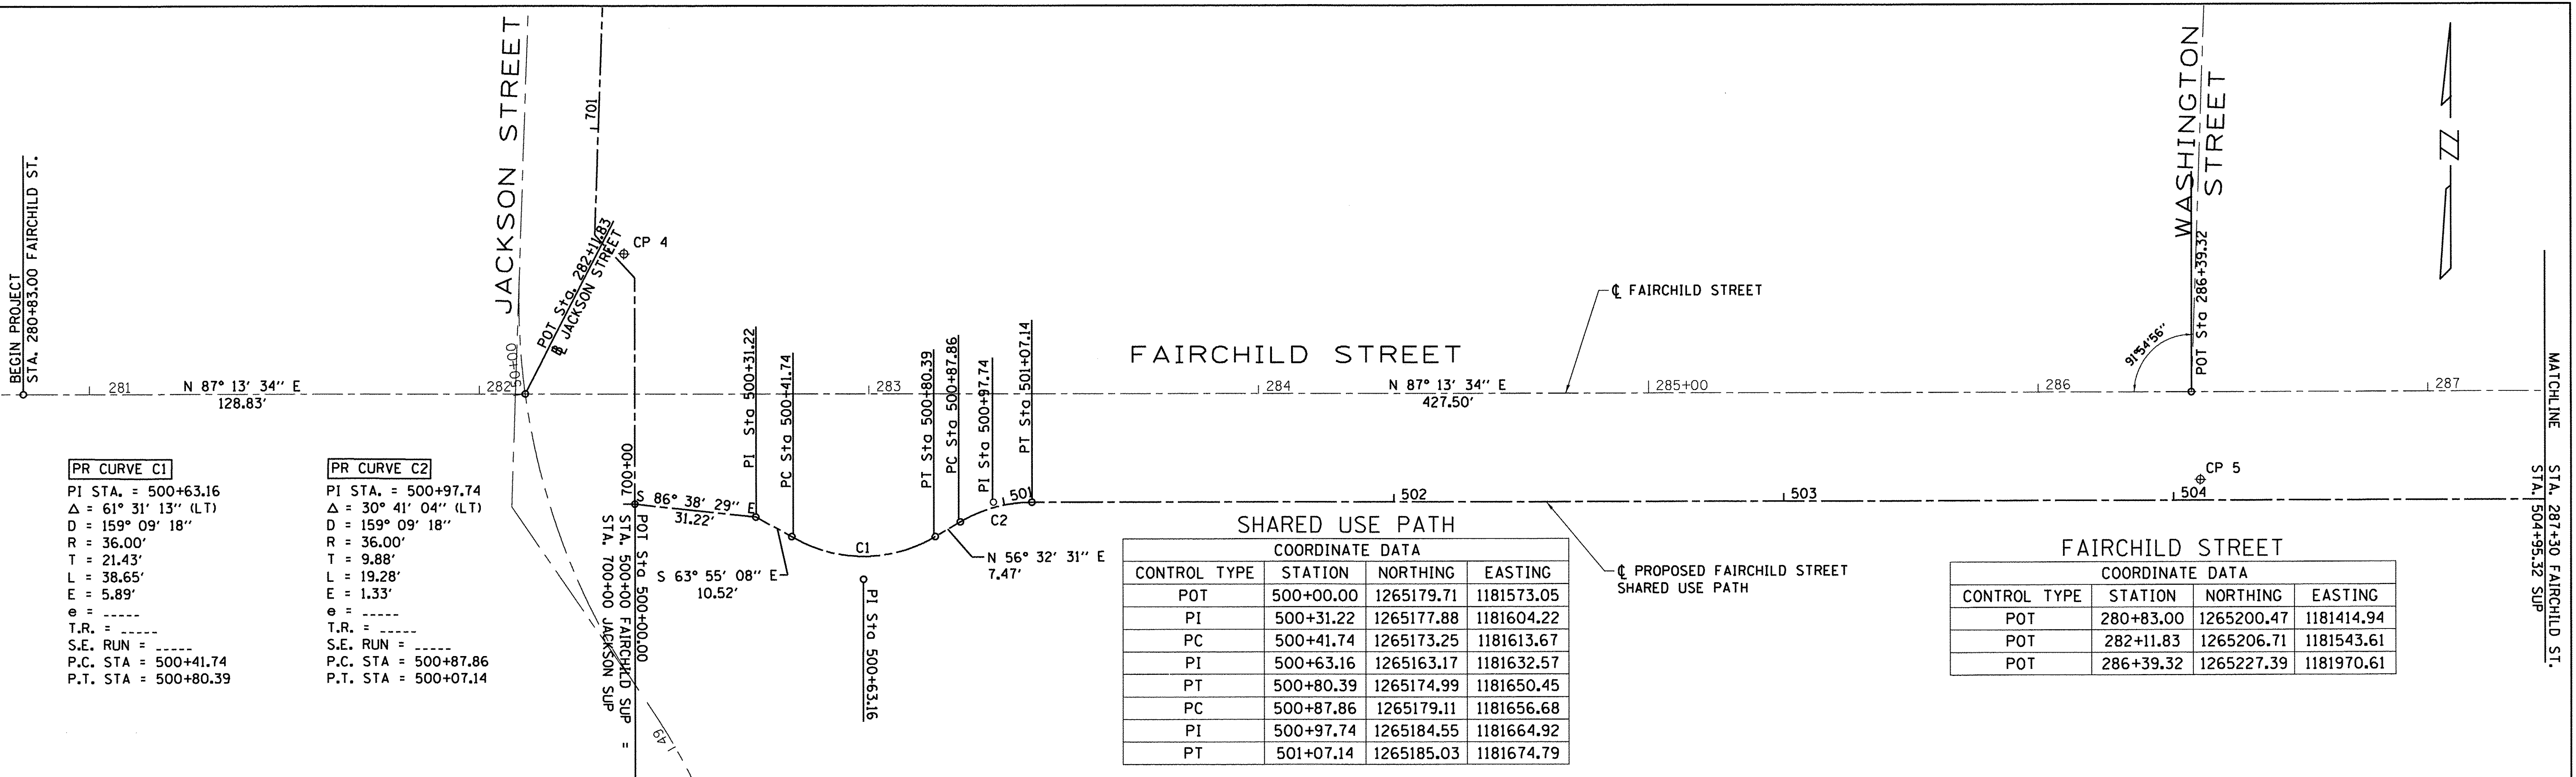 BEGIN PROJECT
STA. 280+83.00 FAIRCHILD ST.
JACKSON STREET
701
POT Sta. 282+11.83
BL JACKSON STREET
CP 4
WASHINGTON
STREET
POT Sta 286+39.32
91°54'56"
N
MATCHLINE STA. 287+30 FAIRCHILD ST.
STA. 504+95.32 SUP
281
N 87° 13' 34" E
128.83'
282
50+00
283
FAIRCHILD STREET
℄ FAIRCHILD STREET
284
N 87° 13' 34" E
427.50'
285+00
286
287
PI Sta 500+31.22
PC Sta 500+41.74
PT Sta 500+80.39
PC Sta 500+87.86
PI Sta 500+97.74
PT Sta 501+07.14
700+00
S 86° 38' 29" E
31.22'
POT Sta 500+00.00
STA. 500+00 FAIRCHILD SUP =
STA. 700+00 JACKSON SUP
S 63° 55' 08" E
10.52'
C1
PI Sta 500+63.16
N 56° 32' 31" E
7.47'
C2
501
502
503
504
CP 5
℄ PROPOSED FAIRCHILD STREET
SHARED USE PATH
49
PR CURVE C1
PI STA. = 500+63.16
Δ = 61° 31' 13" (LT)
D = 159° 09' 18"
R = 36.00'
T = 21.43'
L = 38.65'
E = 5.89'
e = -----
T.R. = -----
S.E. RUN = -----
P.C. STA = 500+41.74
P.T. STA = 500+80.39
PR CURVE C2
PI STA. = 500+97.74
Δ = 30° 41' 04" (LT)
D = 159° 09' 18"
R = 36.00'
T = 9.88'
L = 19.28'
E = 1.33'
e = -----
T.R. = -----
S.E. RUN = -----
P.C. STA = 500+87.86
P.T. STA = 500+07.14
SHARED USE PATH
COORDINATE DATA
CONTROL TYPE STATION NORTHING EASTING
POT 500+00.00 1265179.71 1181573.05
PI 500+31.22 1265177.88 1181604.22
PC 500+41.74 1265173.25 1181613.67
PI 500+63.16 1265163.17 1181632.57
PT 500+80.39 1265174.99 1181650.45
PC 500+87.86 1265179.11 1181656.68
PI 500+97.74 1265184.55 1181664.92
PT 501+07.14 1265185.03 1181674.79
FAIRCHILD STREET
COORDINATE DATA
CONTROL TYPE STATION NORTHING EASTING
POT 280+83.00 1265200.47 1181414.94
POT 282+11.83 1265206.71 1181543.61
POT 286+39.32 1265227.39 1181970.61